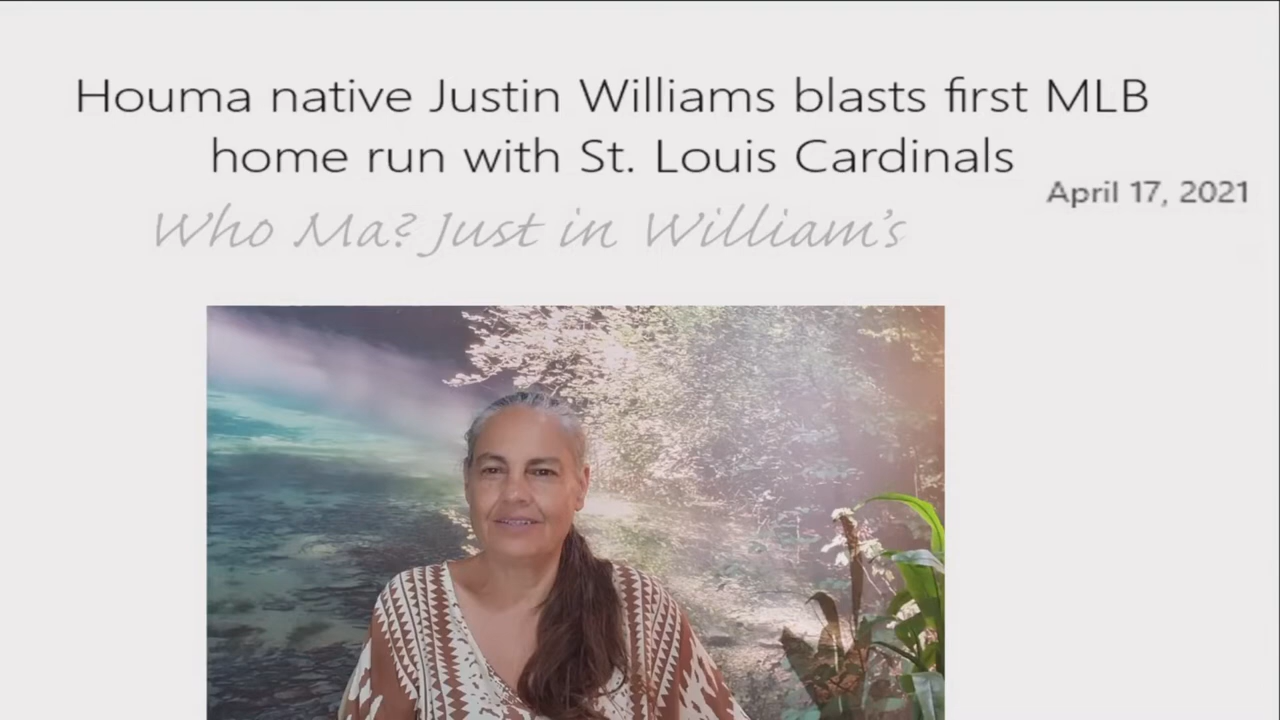 Houma native Justin Williams blasts first MLB
home run with St. Louis Cardinals
April 17, 2021
Who Ma? Just in William's